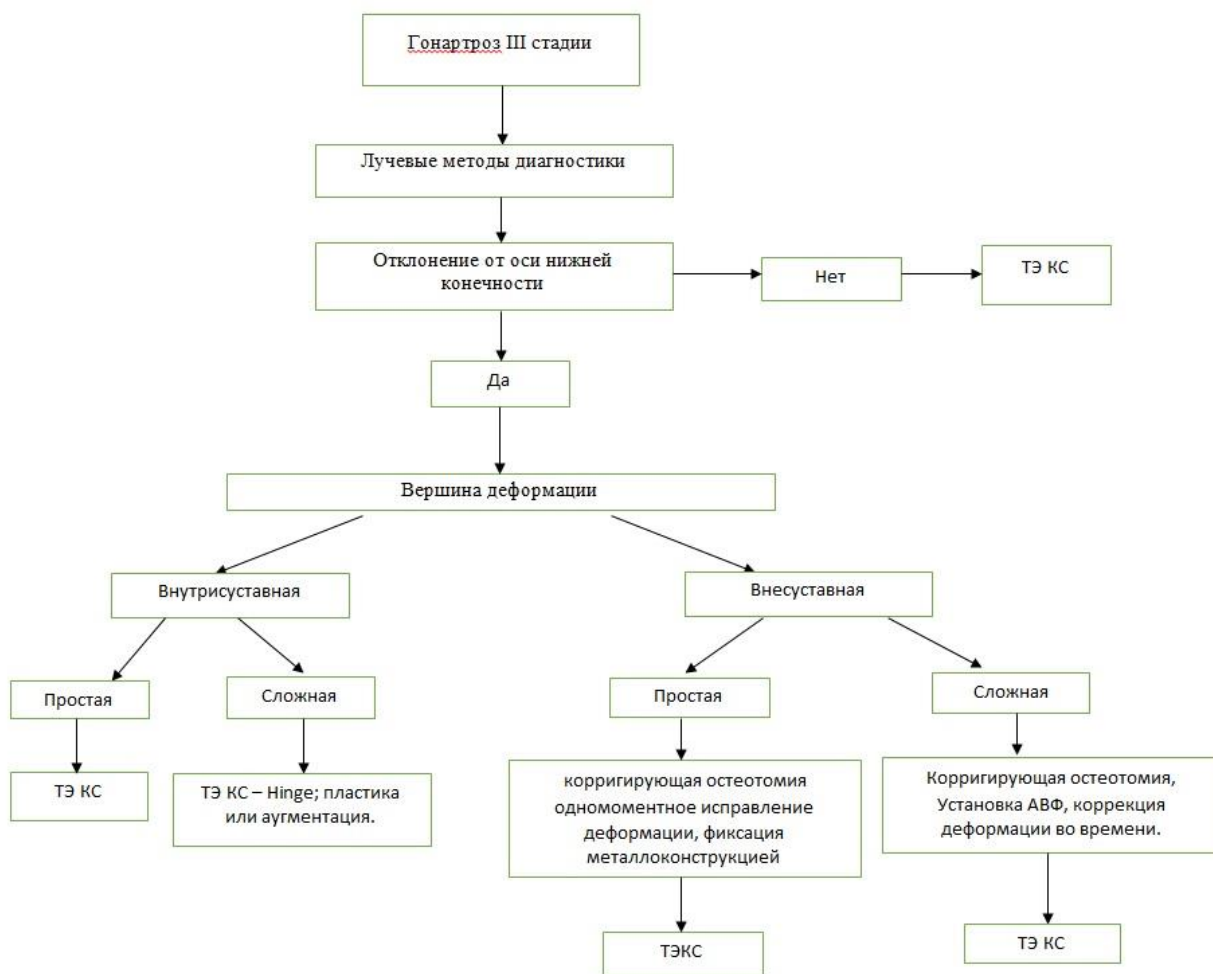 Гонартроз III стадии
Лучевые методы диагностики
Отклонение от оси нижней
конечности
Нет
ТЭ КС
Да
Вершина деформации
Внутрисуставная
Внесуставная
Простая
Сложная
Простая
Сложная
ТЭ КС
ТЭ КС – Hinge; пластика
или аугментация.
корригирующая остеотомия
одномоментное исправление
деформации, фиксация
металлоконструкцией
Корригирующая остеотомия,
Установка АВФ, коррекция
деформации во времени.
ТЭКС
ТЭ КС